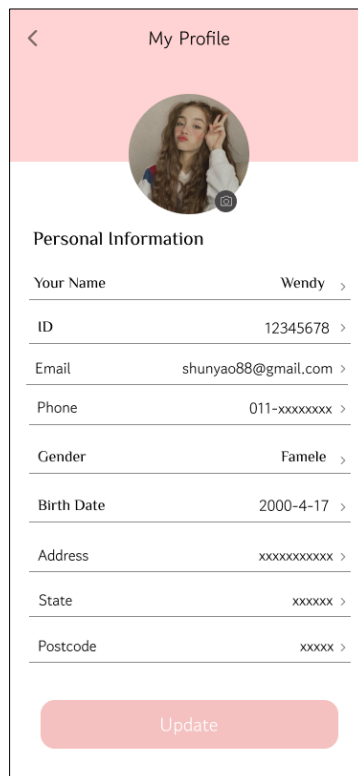 My Profile
Personal Information
Your Name Wendy >
ID 12345678 >
Email shunyao88@gmail.com >
Phone 011-xxxxxxxx >
Gender Famele >
Birth Date 2000-4-17 >
Address xxxxxxxxxxx >
State xxxxxx >
Postcode xxxxx >
Update